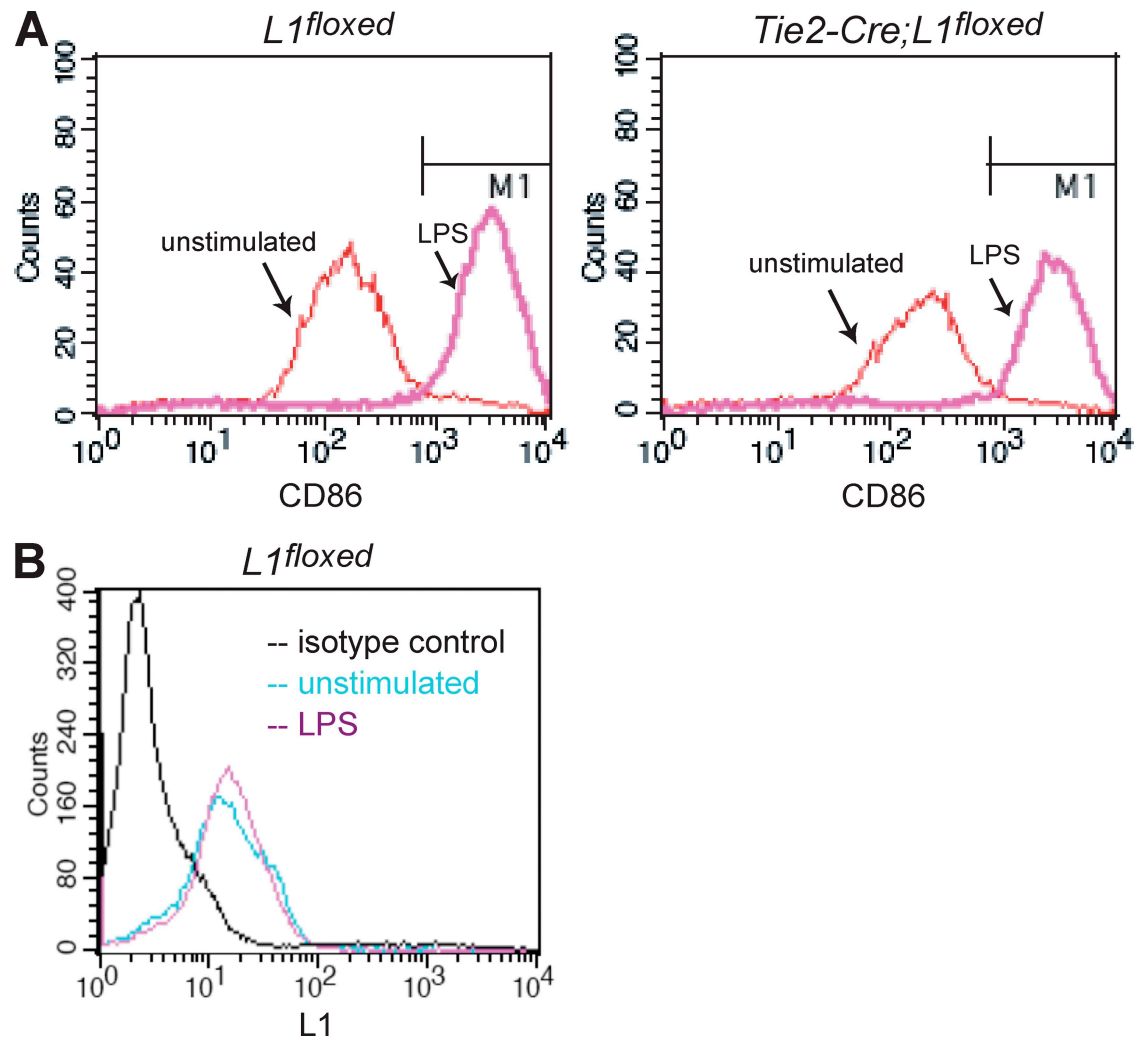 A
L1floxed
Tie2-Cre;L1floxed
100
80
60
40
20
0
Counts
unstimulated
LPS
M1
10^0 10^1 10^2 10^3 10^4
CD86
100
80
60
40
20
0
Counts
unstimulated
LPS
M1
10^0 10^1 10^2 10^3 10^4
CD86
B
L1floxed
400
320
240
160
80
0
Counts
-- isotype control
-- unstimulated
-- LPS
10^0 10^1 10^2 10^3 10^4
L1